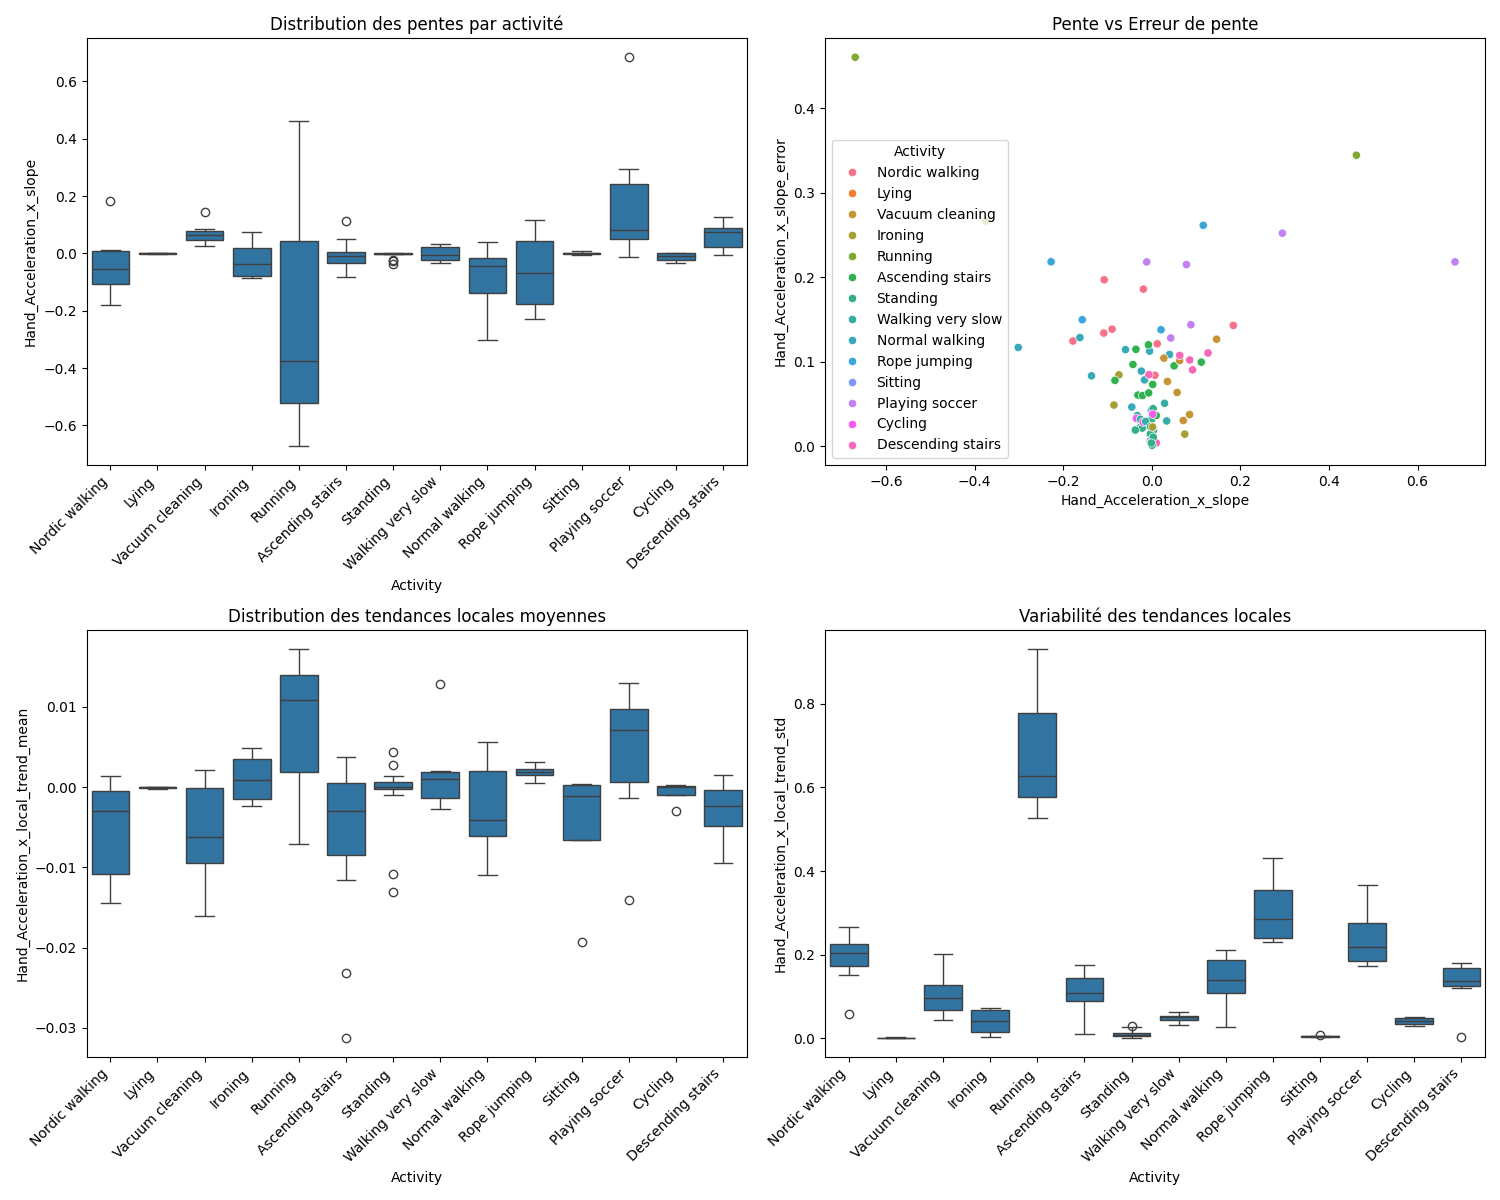 Distribution des pentes par activité
Hand_Acceleration_x_slope
0.6
0.4
0.2
0.0
−0.2
−0.4
−0.6
Nordic walking
Lying
Vacuum cleaning
Ironing
Running
Ascending stairs
Standing
Walking very slow
Normal walking
Rope jumping
Sitting
Playing soccer
Cycling
Descending stairs
Activity
Pente vs Erreur de pente
Hand_Acceleration_x_slope_error
0.4
0.3
0.2
0.1
0.0
Activity
Nordic walking
Lying
Vacuum cleaning
Ironing
Running
Ascending stairs
Standing
Walking very slow
Normal walking
Rope jumping
Sitting
Playing soccer
Cycling
Descending stairs
−0.6
−0.4
−0.2
0.0
0.2
0.4
0.6
Hand_Acceleration_x_slope
Distribution des tendances locales moyennes
Hand_Acceleration_x_local_trend_mean
0.01
0.00
−0.01
−0.02
−0.03
Nordic walking
Lying
Vacuum cleaning
Ironing
Running
Ascending stairs
Standing
Walking very slow
Normal walking
Rope jumping
Sitting
Playing soccer
Cycling
Descending stairs
Activity
Variabilité des tendances locales
Hand_Acceleration_x_local_trend_std
0.8
0.6
0.4
0.2
0.0
Nordic walking
Lying
Vacuum cleaning
Ironing
Running
Ascending stairs
Standing
Walking very slow
Normal walking
Rope jumping
Sitting
Playing soccer
Cycling
Descending stairs
Activity